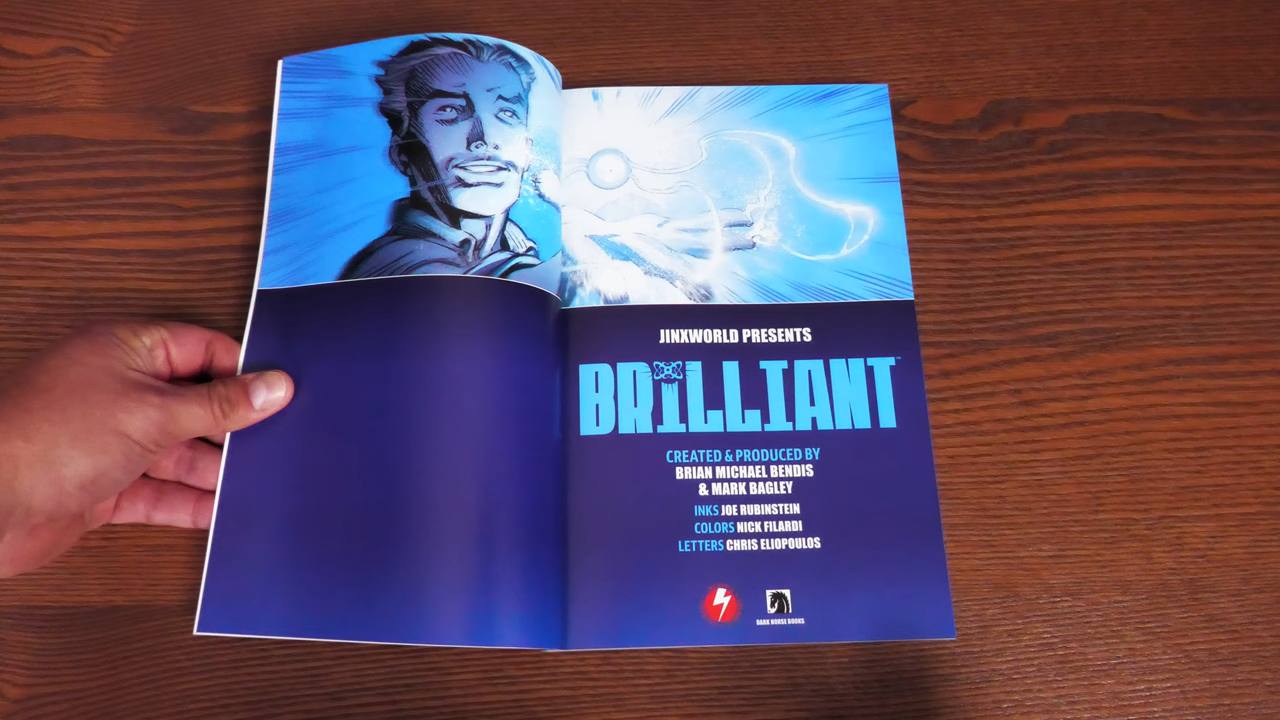 JINXWORLD PRESENTS
BRILLIANT™
CREATED & PRODUCED BY
BRIAN MICHAEL BENDIS
& MARK BAGLEY
INKS JOE RUBINSTEIN
COLORS NICK FILARDI
LETTERS CHRIS ELIOPOULOS
DARK HORSE BOOKS